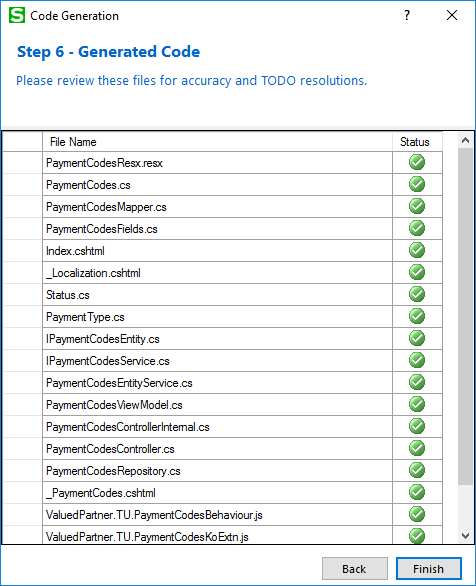 S Code Generation ?
Step 6 - Generated Code
Please review these files for accuracy and TODO resolutions.
File Name Status
PaymentCodesResx.resx
PaymentCodes.cs
PaymentCodesMapper.cs
PaymentCodesFields.cs
Index.cshtml
_Localization.cshtml
Status.cs
PaymentType.cs
IPaymentCodesEntity.cs
IPaymentCodesService.cs
PaymentCodesEntityService.cs
PaymentCodesViewModel.cs
PaymentCodesControllerInternal.cs
PaymentCodesController.cs
PaymentCodesRepository.cs
_PaymentCodes.cshtml
ValuedPartner.TU.PaymentCodesBehaviour.js
ValuedPartner.TU.PaymentCodesKoExtn.js
Back Finish